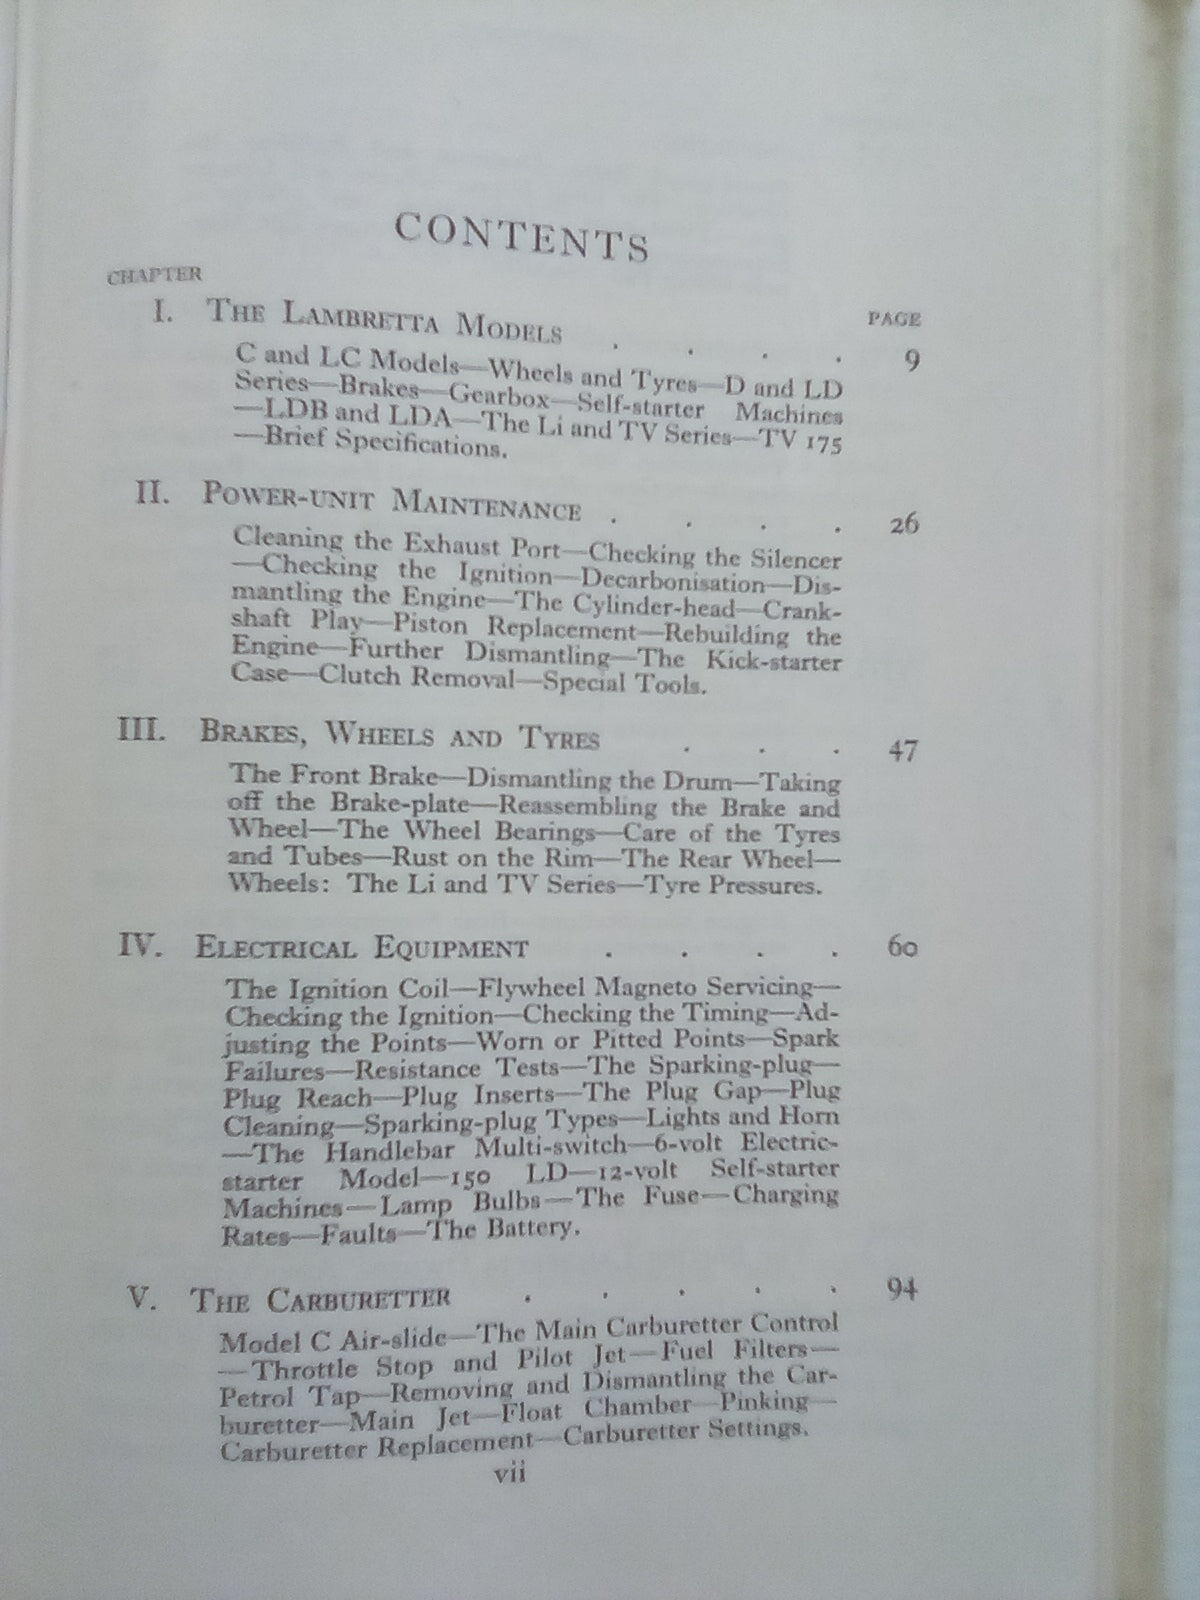 CONTENTS
CHAPTER
PAGE
I. THE LAMBRETTA MODELS . . . . 9
C and LC Models—Wheels and Tyres—D and LD
Series—Brakes—Gearbox—Self-starter Machines
—LDB and LDA—The Li and TV Series—TV 175
—Brief Specifications.
II. POWER-UNIT MAINTENANCE . . . . 26
Cleaning the Exhaust Port—Checking the Silencer
—Checking the Ignition—Decarbonisation—Dis-
mantling the Engine—The Cylinder-head—Crank-
shaft Play—Piston Replacement—Rebuilding the
Engine—Further Dismantling—The Kick-starter
Case—Clutch Removal—Special Tools.
III. BRAKES, WHEELS AND TYRES . . . 47
The Front Brake—Dismantling the Drum—Taking
off the Brake-plate—Reassembling the Brake and
Wheel—The Wheel Bearings—Care of the Tyres
and Tubes—Rust on the Rim—The Rear Wheel—
Wheels: The Li and TV Series—Tyre Pressures.
IV. ELECTRICAL EQUIPMENT . . . . 60
The Ignition Coil—Flywheel Magneto Servicing—
Checking the Ignition—Checking the Timing—Ad-
justing the Points—Worn or Pitted Points—Spark
Failures—Resistance Tests—The Sparking-plug—
Plug Reach—Plug Inserts—The Plug Gap—Plug
Cleaning—Sparking-plug Types—Lights and Horn
—The Handlebar Multi-switch—6-volt Electric-
starter Model—150 LD—12-volt Self-starter
Machines—Lamp Bulbs—The Fuse—Charging
Rates—Faults—The Battery.
V. THE CARBURETTER . . . . . 94
Model C Air-slide—The Main Carburetter Control
—Throttle Stop and Pilot Jet—Fuel Filters—
Petrol Tap—Removing and Dismantling the Car-
buretter—Main Jet—Float Chamber—Pinking—
Carburetter Replacement—Carburetter Settings.
vii